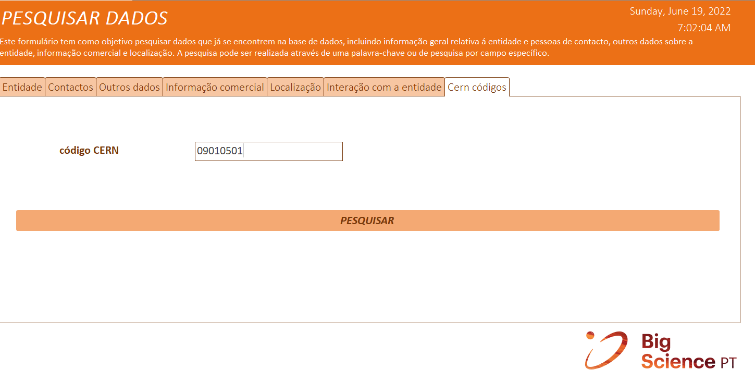 PESQUISAR DADOS
Sunday, June 19, 2022
7:02:04 AM
Este formulário tem como objetivo pesquisar dados que já se encontrem na base de dados, incluindo informação geral relativa à entidade e pessoas de contacto, outros dados sobre a
entidade, informação comercial e localização. A pesquisa pode ser realizada através de uma palavra-chave ou de pesquisa por campo específico.
Entidade Contactos Outros dados Informação comercial Localização Interação com a entidade Cern códigos
código CERN 09010501
PESQUISAR
Big
Science PT